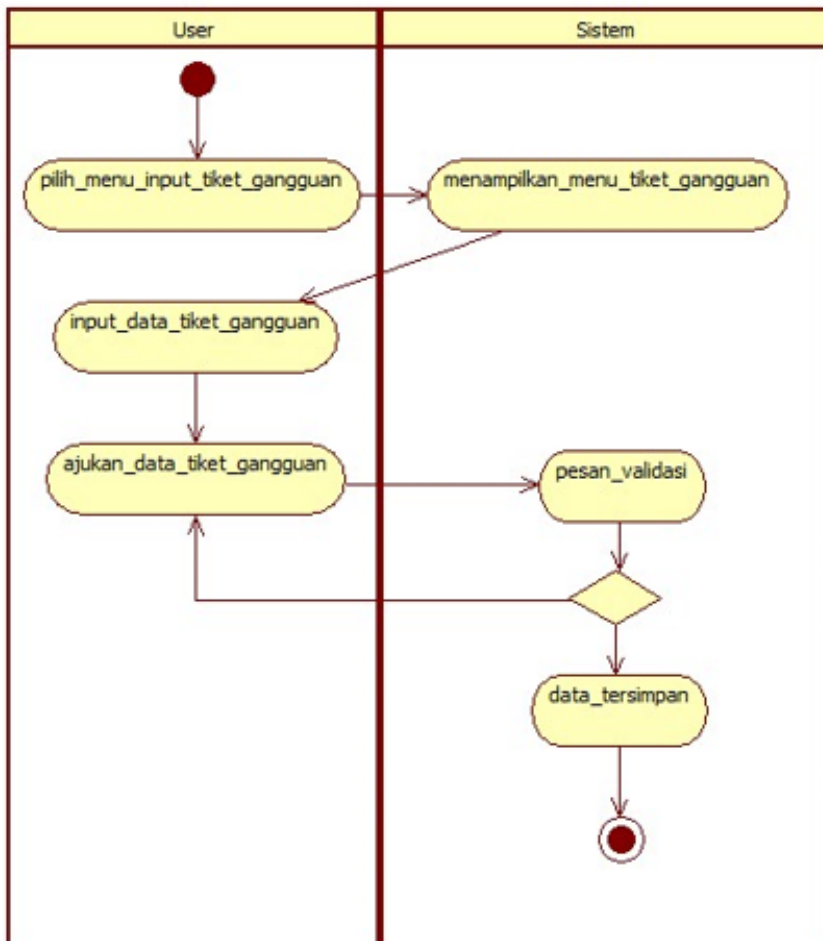 User
Sistem
pilih_menu_input_tiket_gangguan
menampilkan_menu_tiket_gangguan
input_data_tiket_gangguan
ajukan_data_tiket_gangguan
pesan_validasi
data_tersimpan